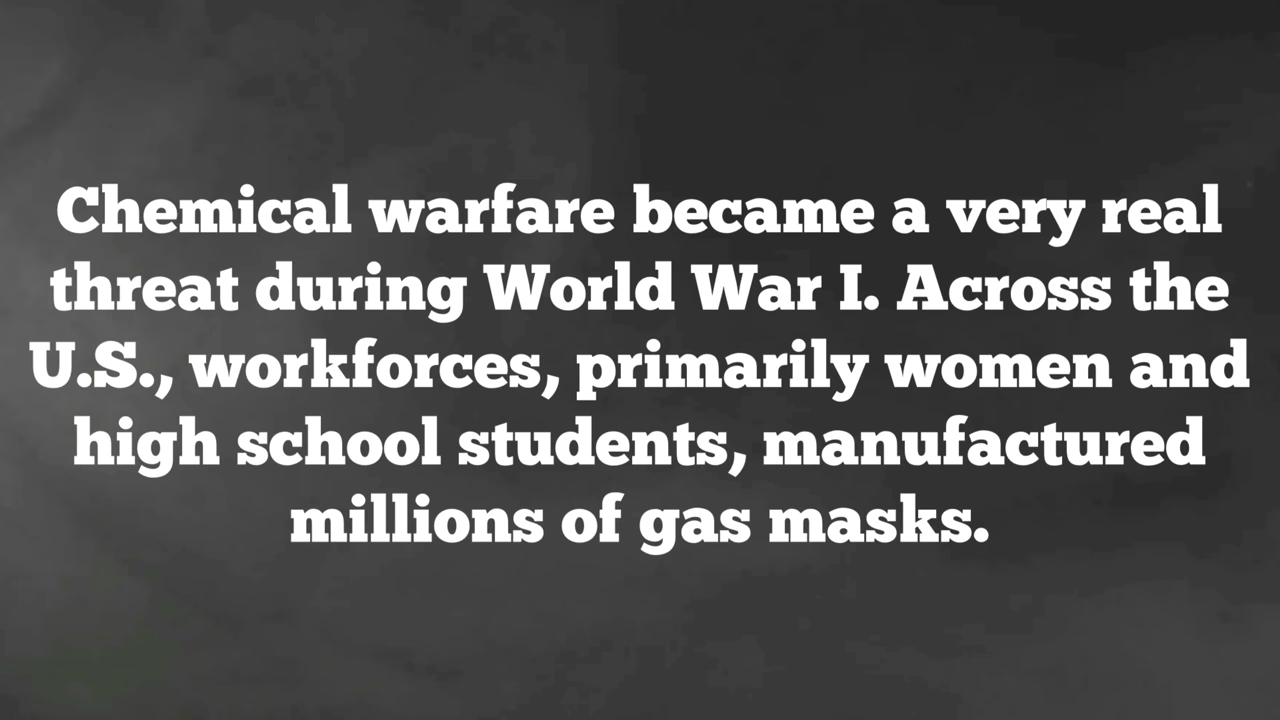 Chemical warfare became a very real
threat during World War I. Across the
U.S., workforces, primarily women and
high school students, manufactured
millions of gas masks.